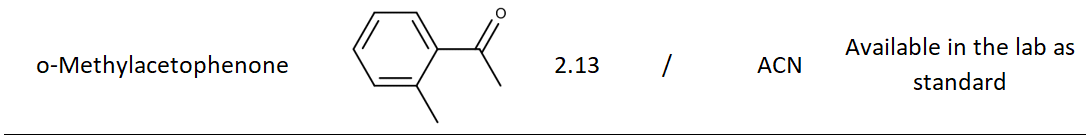 O
Available in the lab as
o-Methylacetophenone 2.13 / ACN
standard